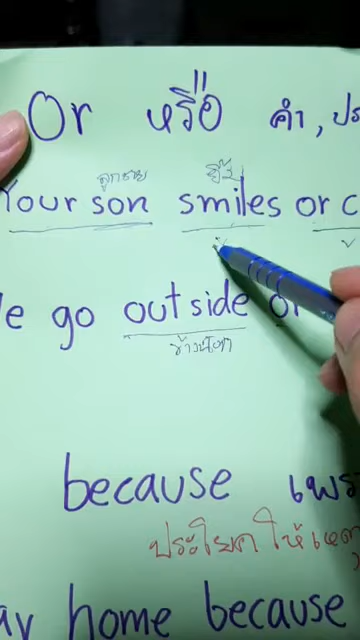 Or หรือ คำ, ประ
ลูกชาย ยิ้ม
Your son smiles or c
We go outside or
ข้างนอก
because เพร
ประโยค ให้เหตุ
ay home because